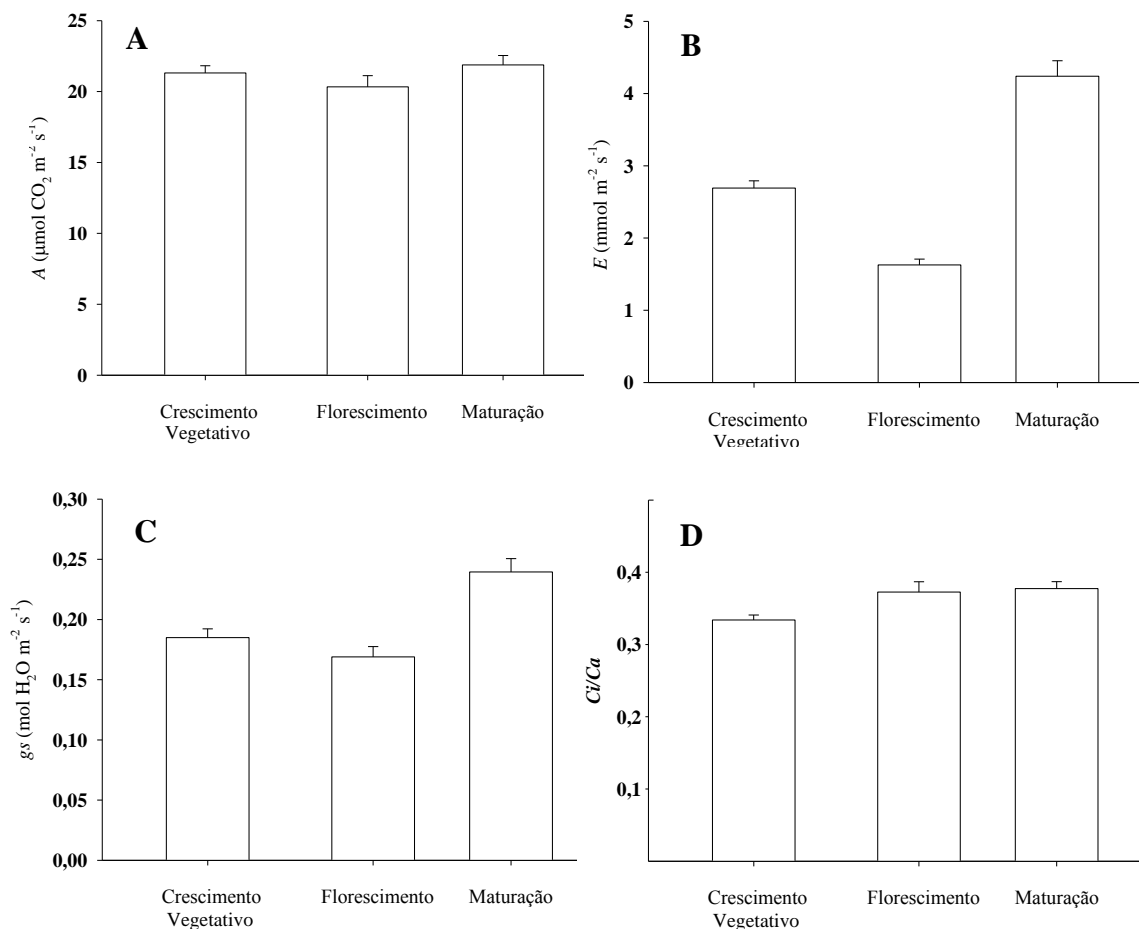 A
25
20
15
10
5
0
A (μmol CO₂ m⁻² s⁻¹)
Crescimento
Vegetativo
Florescimento
Maturação
B
5
4
3
2
1
0
E (mmol m⁻² s⁻¹)
Crescimento
Vegetativo
Florescimento
Maturação
C
0,30
0,25
0,20
0,15
0,10
0,05
0,00
gs (mol H₂O m⁻² s⁻¹)
Crescimento
Vegetativo
Florescimento
Maturação
D
0,4
0,3
0,2
0,1
Ci/Ca
Crescimento
Vegetativo
Florescimento
Maturação